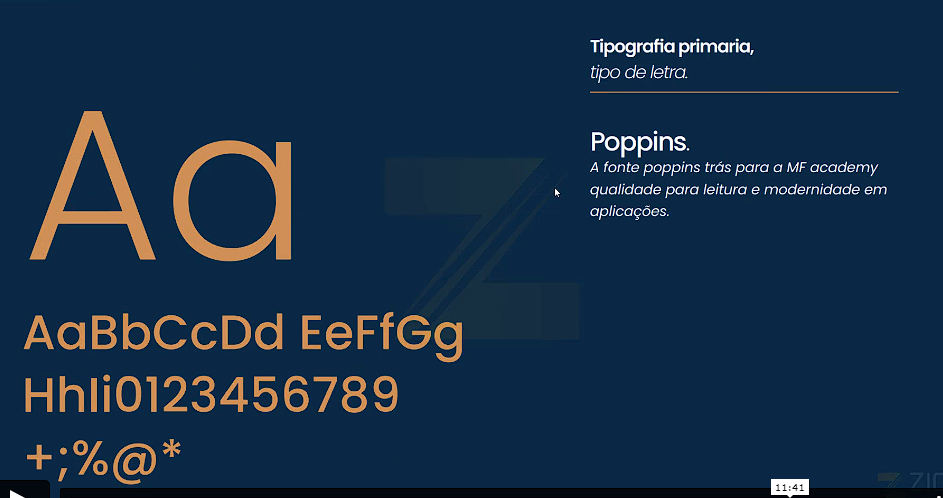 Tipografia primaria,
tipo de letra.
Poppins.
A fonte poppins trás para a MF academy
qualidade para leitura e modernidade em
aplicações.
Aa
AaBbCcDd EeFfGg
HhIi0123456789
+;%@*
11:41